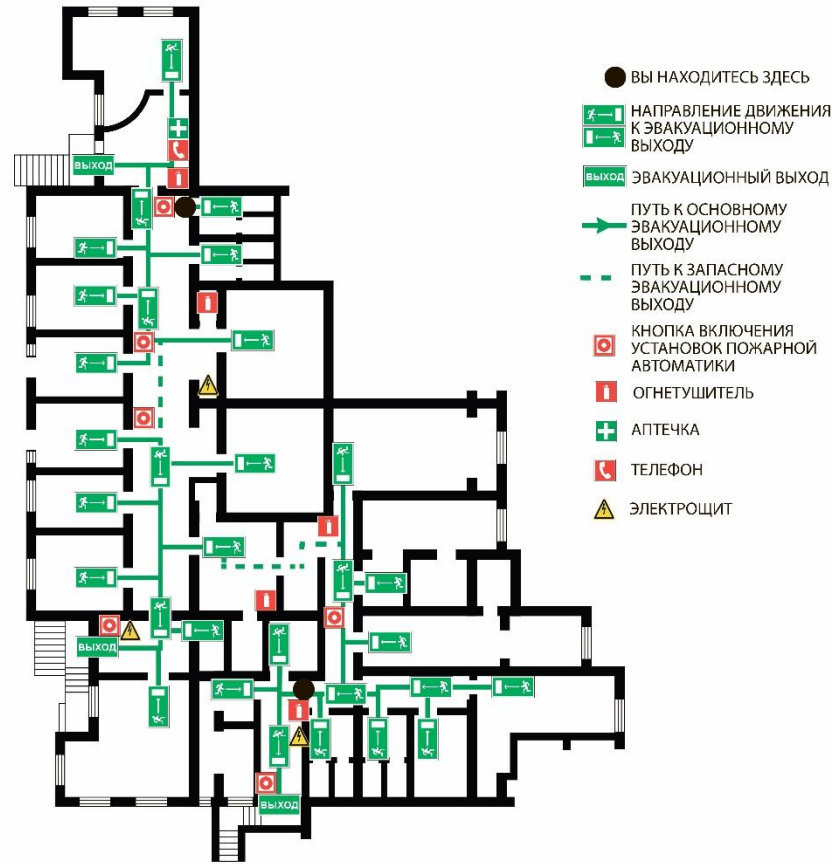 ВЫ НАХОДИТЕСЬ ЗДЕСЬ
НАПРАВЛЕНИЕ ДВИЖЕНИЯ
К ЭВАКУАЦИОННОМУ
ВЫХОДУ
ВЫХОД ЭВАКУАЦИОННЫЙ ВЫХОД
ПУТЬ К ОСНОВНОМУ
ЭВАКУАЦИОННОМУ
ВЫХОДУ
ПУТЬ К ЗАПАСНОМУ
ЭВАКУАЦИОННОМУ
ВЫХОДУ
КНОПКА ВКЛЮЧЕНИЯ
УСТАНОВОК ПОЖАРНОЙ
АВТОМАТИКИ
ОГНЕТУШИТЕЛЬ
АПТЕЧКА
ТЕЛЕФОН
ЭЛЕКТРОЩИТ
ВЫХОД
ВЫХОД
ВЫХОД